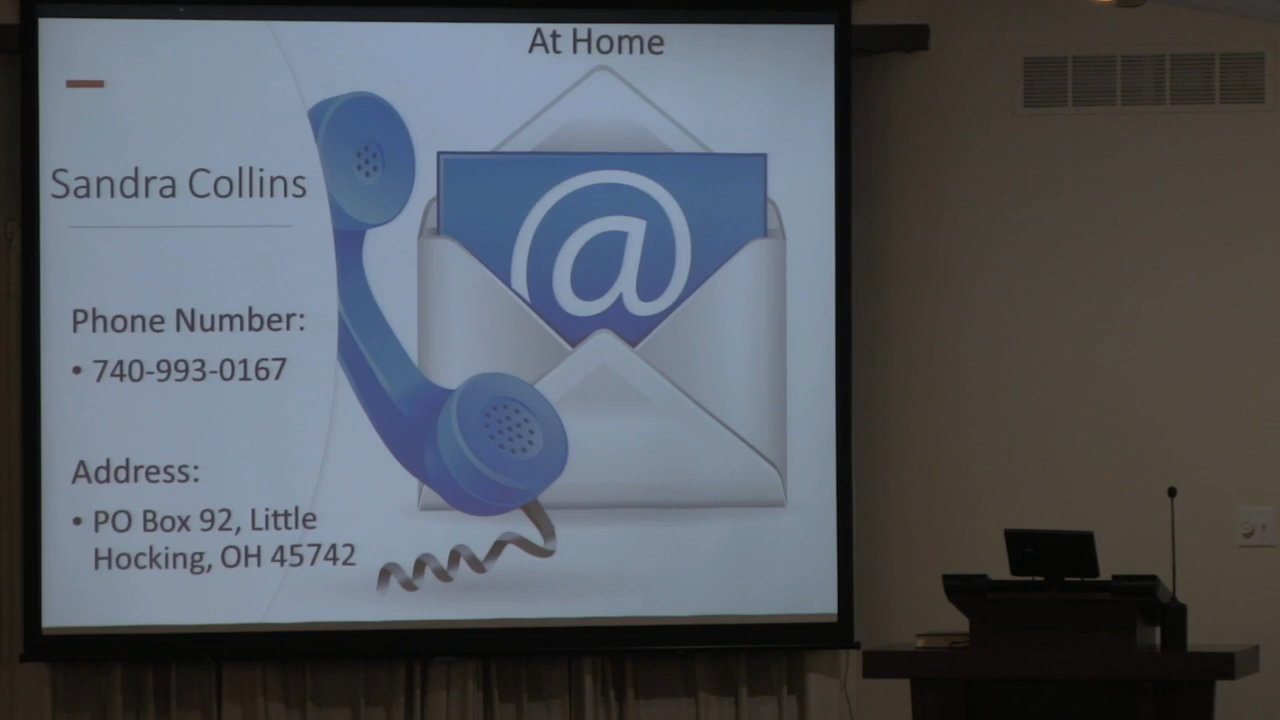 At Home
Sandra Collins
Phone Number:
• 740-993-0167
Address:
• PO Box 92, Little
Hocking, OH 45742
@